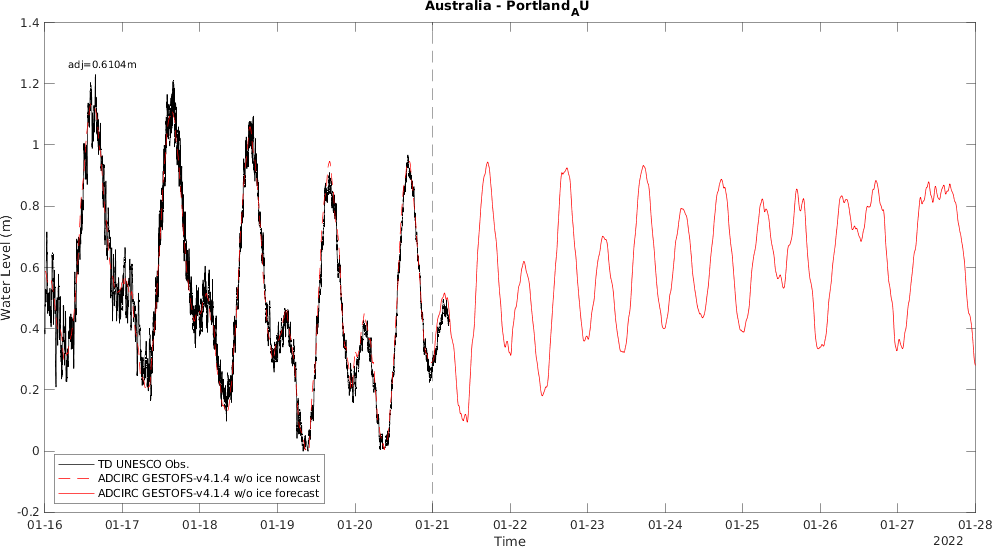 Australia - Portland_AU
1.4
1.2
1
0.8
0.6
0.4
0.2
0
-0.2
Water Level (m)
adj=0.6104m
TD UNESCO Obs.
ADCIRC GESTOFS-v4.1.4 w/o ice nowcast
ADCIRC GESTOFS-v4.1.4 w/o ice forecast
01-16 01-17 01-18 01-19 01-20 01-21 01-22 01-23 01-24 01-25 01-26 01-27 01-28
Time
2022